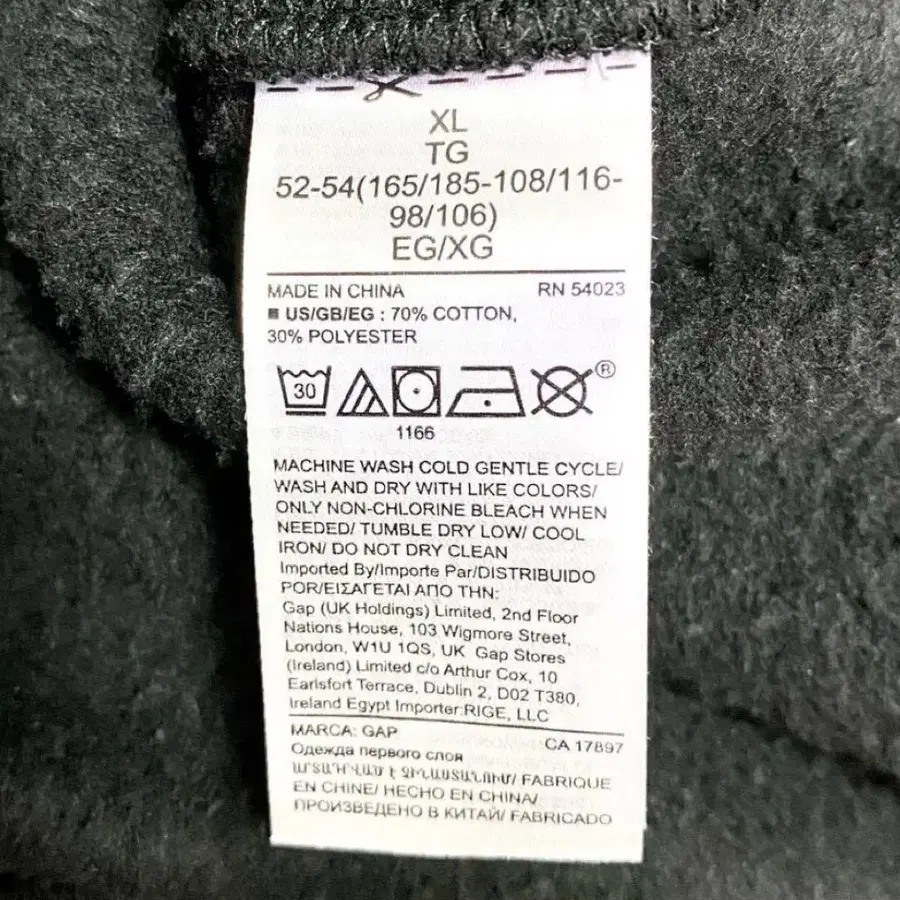 XL
TG
52-54(165/185-108/116-
98/106)
EG/XG
MADE IN CHINA RN 54023
■ US/GB/EG : 70% COTTON,
30% POLYESTER
30 ®
1166
MACHINE WASH COLD GENTLE CYCLE/
WASH AND DRY WITH LIKE COLORS/
ONLY NON-CHLORINE BLEACH WHEN
NEEDED/ TUMBLE DRY LOW/ COOL
IRON/ DO NOT DRY CLEAN
Imported By/Importe Par/DISTRIBUIDO
POR/ΕΙΣΑΓΕΤΑΙ ΑΠΟ ΤΗΝ:
Gap (UK Holdings) Limited, 2nd Floor
Nations House, 103 Wigmore Street,
London, W1U 1QS, UK Gap Stores
(Ireland) Limited c/o Arthur Cox, 10
Earlsfort Terrace, Dublin 2, D02 T380,
Ireland Egypt Importer:RIGE, LLC
MARCA: GAP CA 17897
Одежда первого слоя
ԱՐՏԱԴՐՎԱԾ Է ՉԻՆԱՍՏԱՆՈՒՄ/ FABRIQUE
EN CHINE/ HECHO EN CHINA/
ПРОИЗВЕДЕНО В КИТАЙ/ FABRICADO